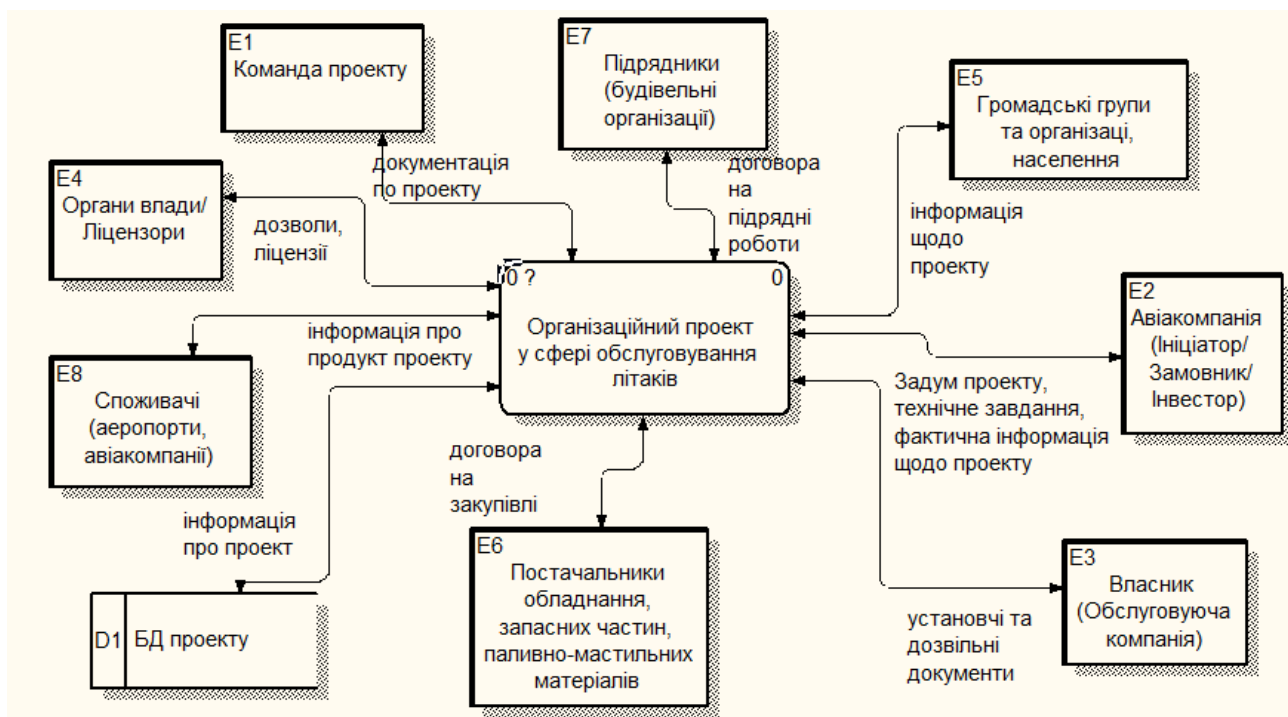 E1
Команда проекту
E7
Підрядники
(будівельні
організації)
E5
Громадські групи
та організаці,
населення
E4
Органи влади/
Ліцензори
документація
по проекту
договора
на
підрядні
роботи
дозволи,
ліцензії
інформація
щодо
проекту
0 ?
0
Організаційний проект
у сфері обслуговування
літаків
E2
Авіакомпанія
(Ініціатор/
Замовник/
Інвестор)
інформація про
продукт проекту
E8
Споживачі
(аеропорти,
авіакомпанії)
Задум проекту,
технічне завдання,
фактична інформація
щодо проекту
договора
на
закупівлі
інформація
про проект
E6
Постачальники
обладнання,
запасних частин,
паливно-мастильних
матеріалів
E3
Власник
(Обслуговуюча
компанія)
D1
БД проекту
установчі та
дозвільні
документи